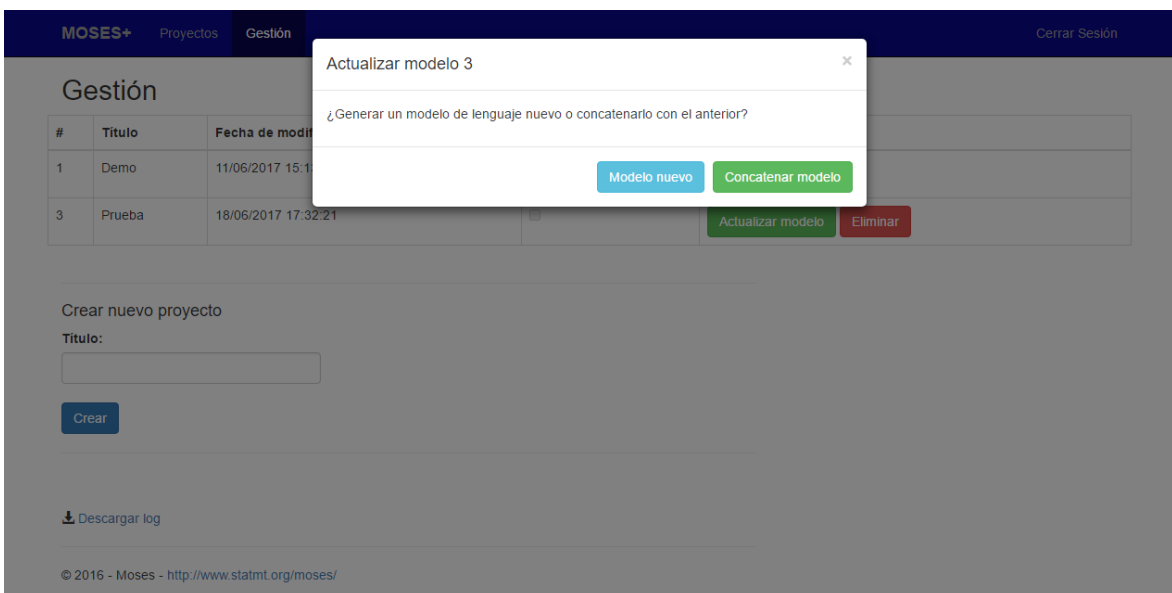 MOSES+ Proyectos Gestión Cerrar Sesión
Actualizar modelo 3 ×
¿Generar un modelo de lenguaje nuevo o concatenarlo con el anterior?
Modelo nuevo Concatenar modelo
Gestión
# Título Fecha de modif
1 Demo 11/06/2017 15:1
3 Prueba 18/06/2017 17:32:21 Actualizar modelo Eliminar
Crear nuevo proyecto
Título:
Crear
Descargar log
© 2016 - Moses - http://www.statmt.org/moses/